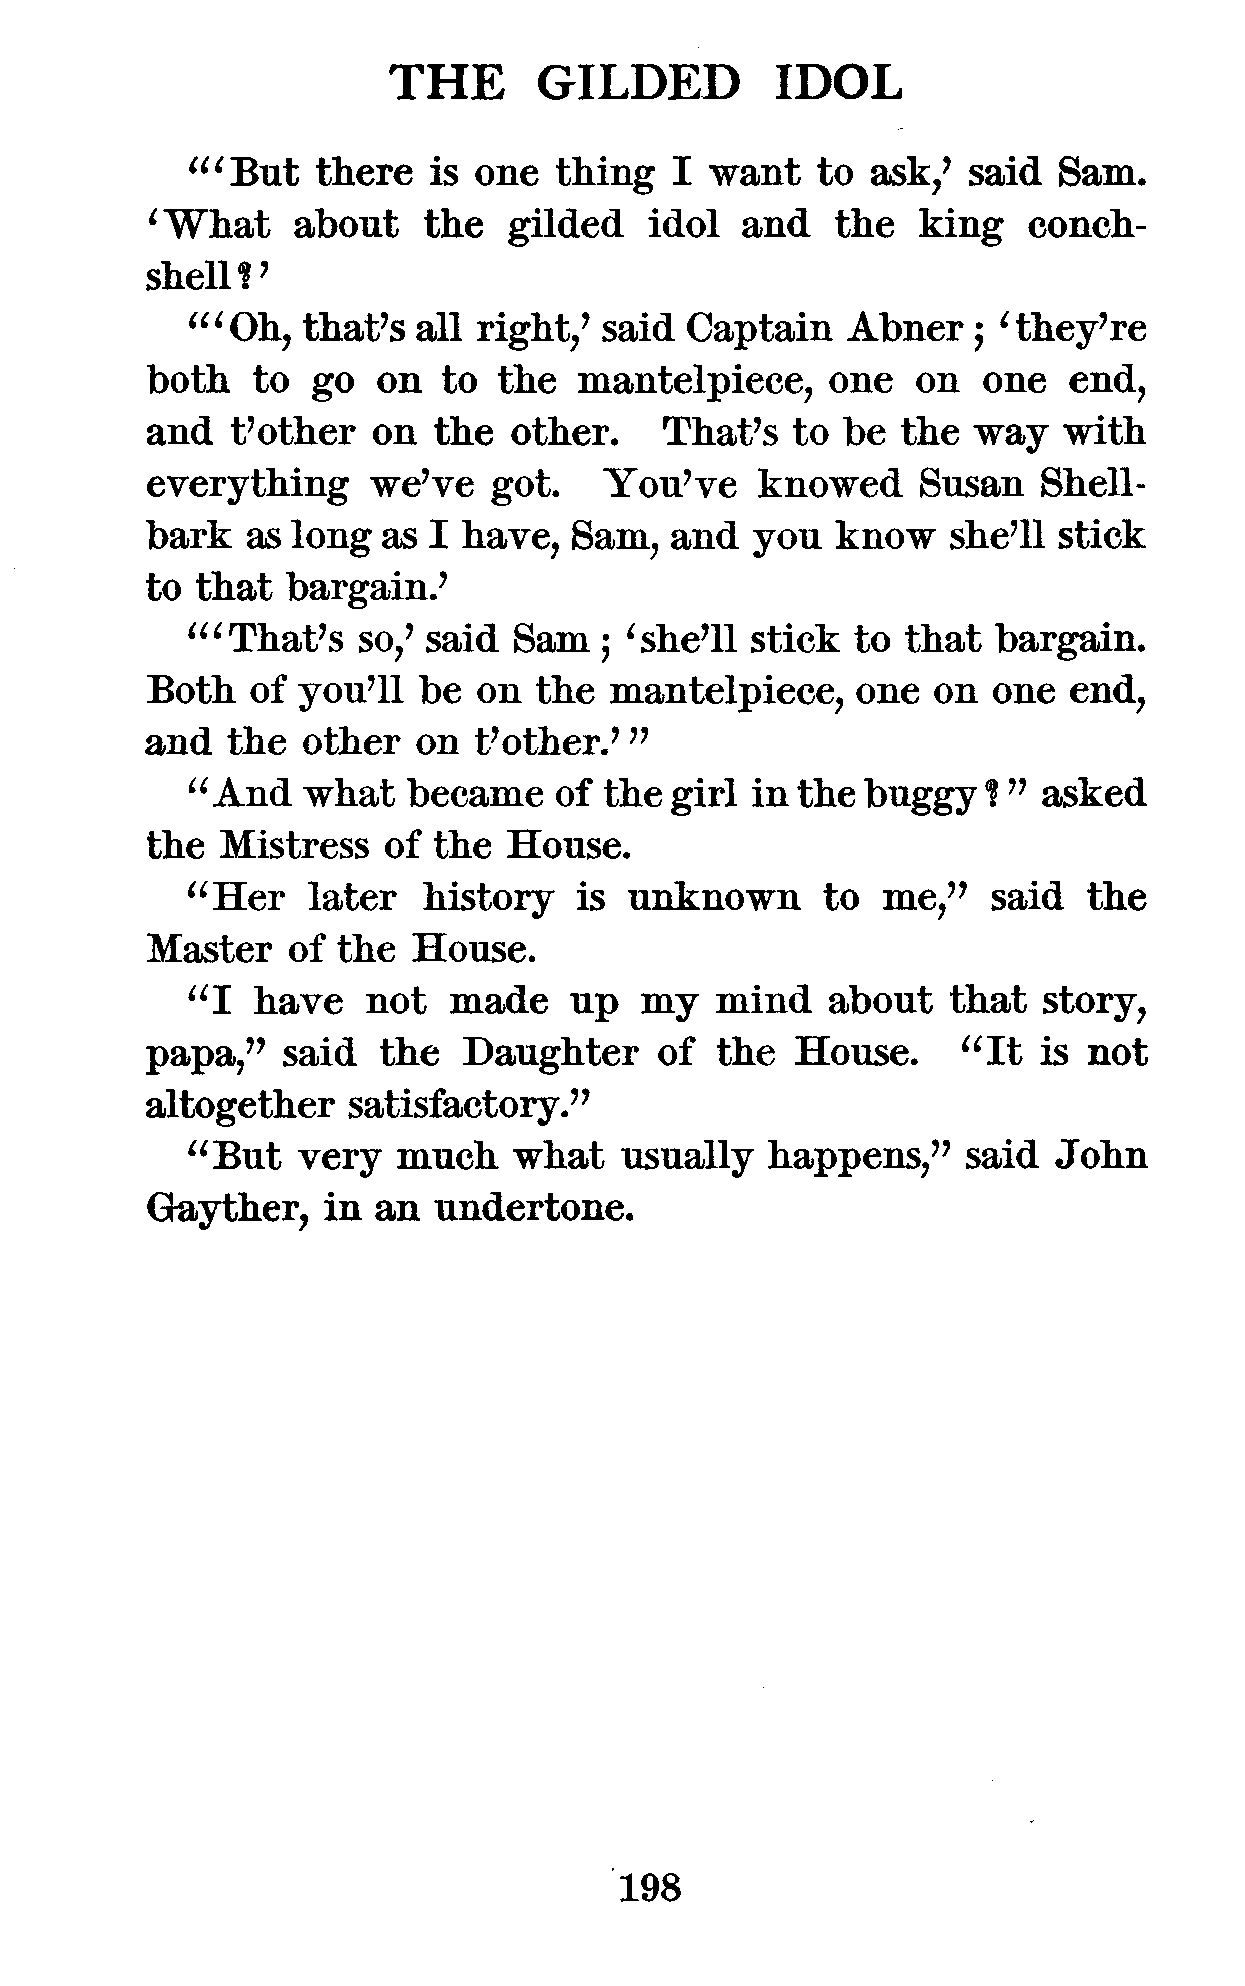 THE GILDED IDOL
"'But there is one thing I want to ask,' said Sam.
'What about the gilded idol and the king conch-
shell?'
"'Oh, that's all right,' said Captain Abner; 'they're
both to go on to the mantelpiece, one on one end,
and t'other on the other. That's to be the way with
everything we've got. You've knowed Susan Shell-
bark as long as I have, Sam, and you know she'll stick
to that bargain.'
"'That's so,' said Sam; 'she'll stick to that bargain.
Both of you'll be on the mantelpiece, one on one end,
and the other on t'other.'"
"And what became of the girl in the buggy?" asked
the Mistress of the House.
"Her later history is unknown to me," said the
Master of the House.
"I have not made up my mind about that story,
papa," said the Daughter of the House. "It is not
altogether satisfactory."
"But very much what usually happens," said John
Gayther, in an undertone.
198